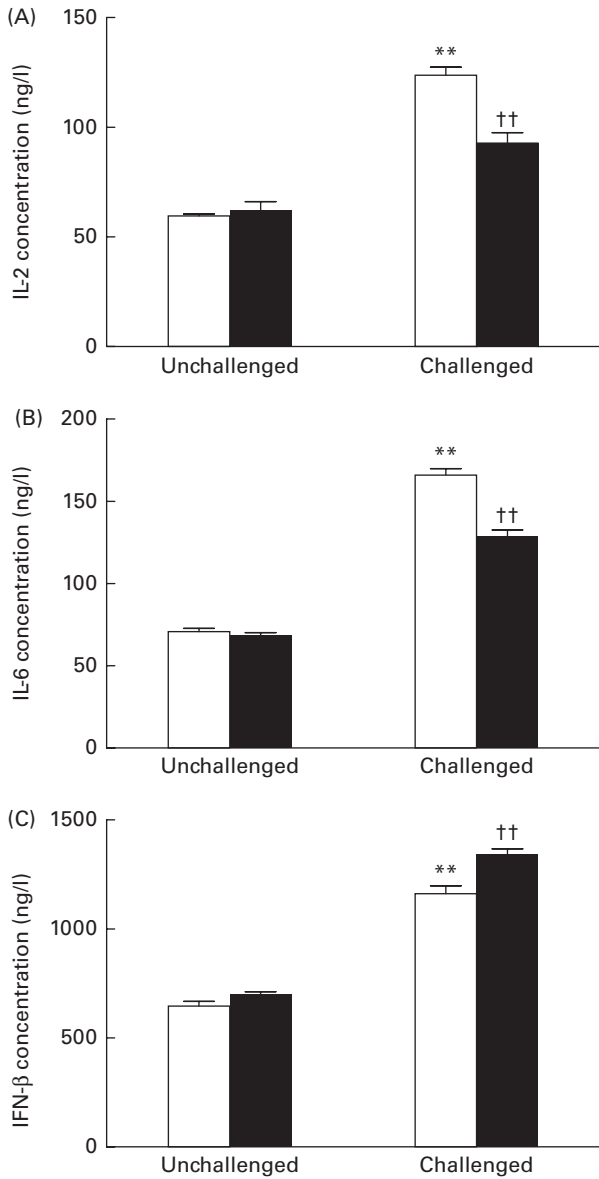 (A)
150
100
50
0
IL-2 concentration (ng/l)
**
††
Unchallenged Challenged
(B)
200
150
100
50
0
IL-6 concentration (ng/l)
**
††
Unchallenged Challenged
(C)
1500
1000
500
0
IFN-β concentration (ng/l)
**
††
Unchallenged Challenged